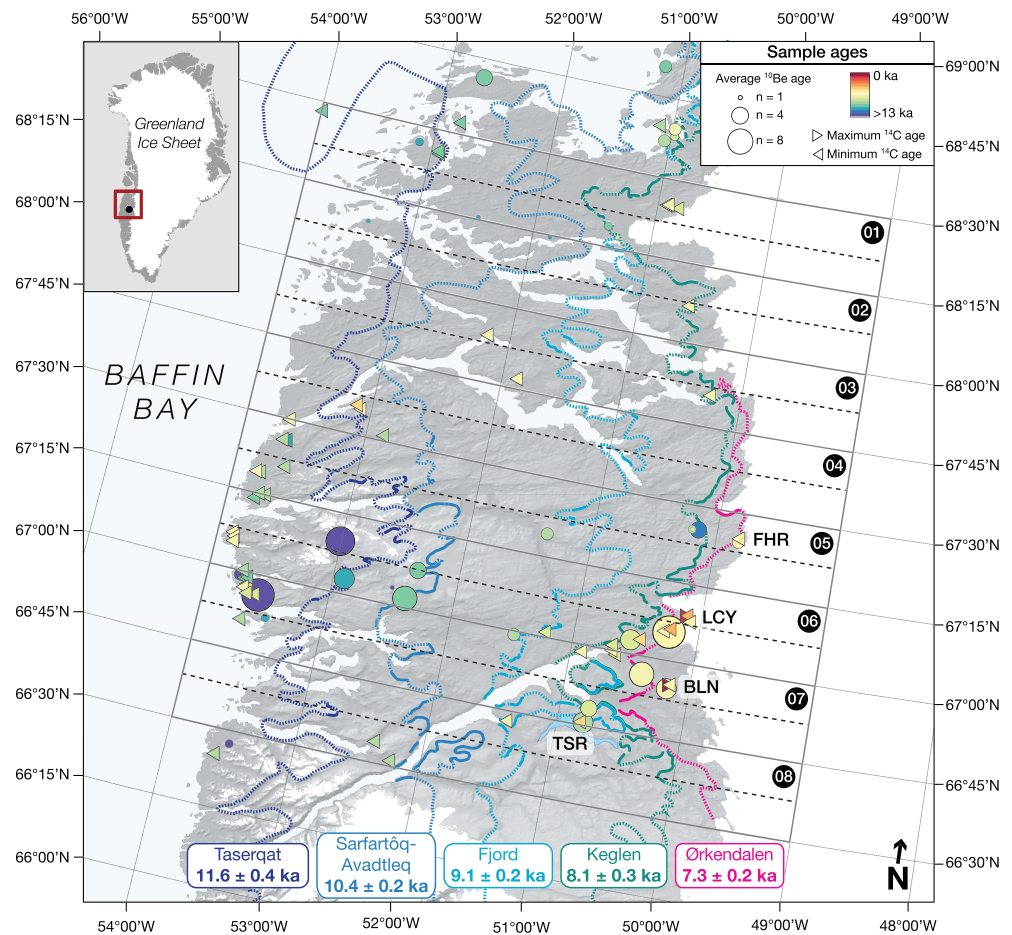 56°00'W 55°00'W 54°00'W 53°00'W 52°00'W 51°00'W 50°00'W 49°00'W
Greenland
Ice Sheet
Sample ages
Average ¹⁰Be age
n = 1
n = 4
n = 8
0 ka
>13 ka
Maximum ¹⁴C age
Minimum ¹⁴C age
68°15'N
68°00'N
67°45'N
67°30'N
67°15'N
67°00'N
66°45'N
66°30'N
66°15'N
66°00'N
69°00'N
68°45'N
68°30'N
68°15'N
68°00'N
67°45'N
67°30'N
67°15'N
67°00'N
66°45'N
66°30'N
BAFFIN
BAY
01
02
03
04
05
06
07
08
FHR
LCY
BLN
TSR
Taserqat
11.6 ± 0.4 ka
Sarfartôq-
Avadtleq
10.4 ± 0.2 ka
Fjord
9.1 ± 0.2 ka
Keglen
8.1 ± 0.3 ka
Ørkendalen
7.3 ± 0.2 ka
N
54°00'W 53°00'W 52°00'W 51°00'W 50°00'W 49°00'W 48°00'W